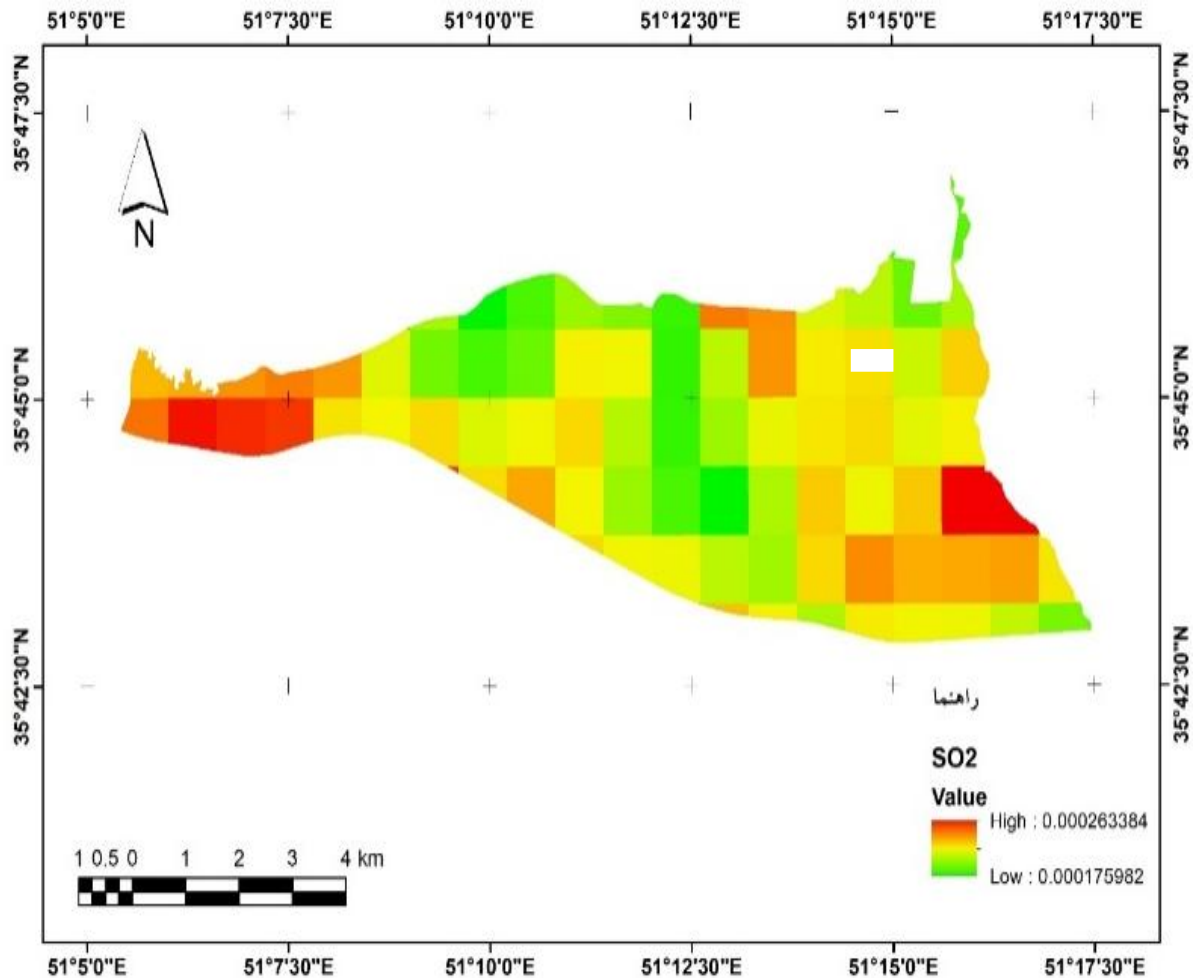 51°5'0"E 51°7'30"E 51°10'0"E 51°12'30"E 51°15'0"E 51°17'30"E
35°47'30"N 35°47'30"N
N
35°45'0"N 35°45'0"N
35°42'30"N 35°42'30"N
راهنما
SO2
Value
High : 0.000263384
Low : 0.000175982
1 0.5 0 1 2 3 4 km
51°5'0"E 51°7'30"E 51°10'0"E 51°12'30"E 51°15'0"E 51°17'30"E